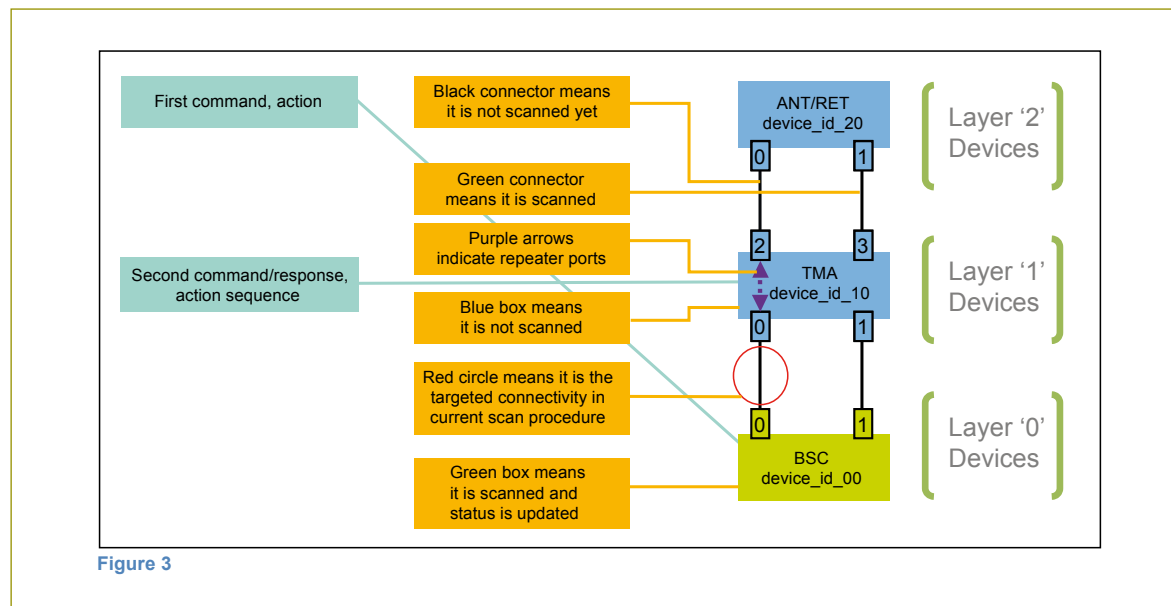 First command, action
Second command/response,
action sequence
Black connector means
it is not scanned yet
Green connector
means it is scanned
Purple arrows
indicate repeater ports
Blue box means
it is not scanned
Red circle means it is the
targeted connectivity in
current scan procedure
Green box means
it is scanned and
status is updated
ANT/RET
device_id_20
0 1
2 3
TMA
device_id_10
0 1
0 1
BSC
device_id_00
Layer ‘2’
Devices
Layer ‘1’
Devices
Layer ‘0’
Devices
Figure 3